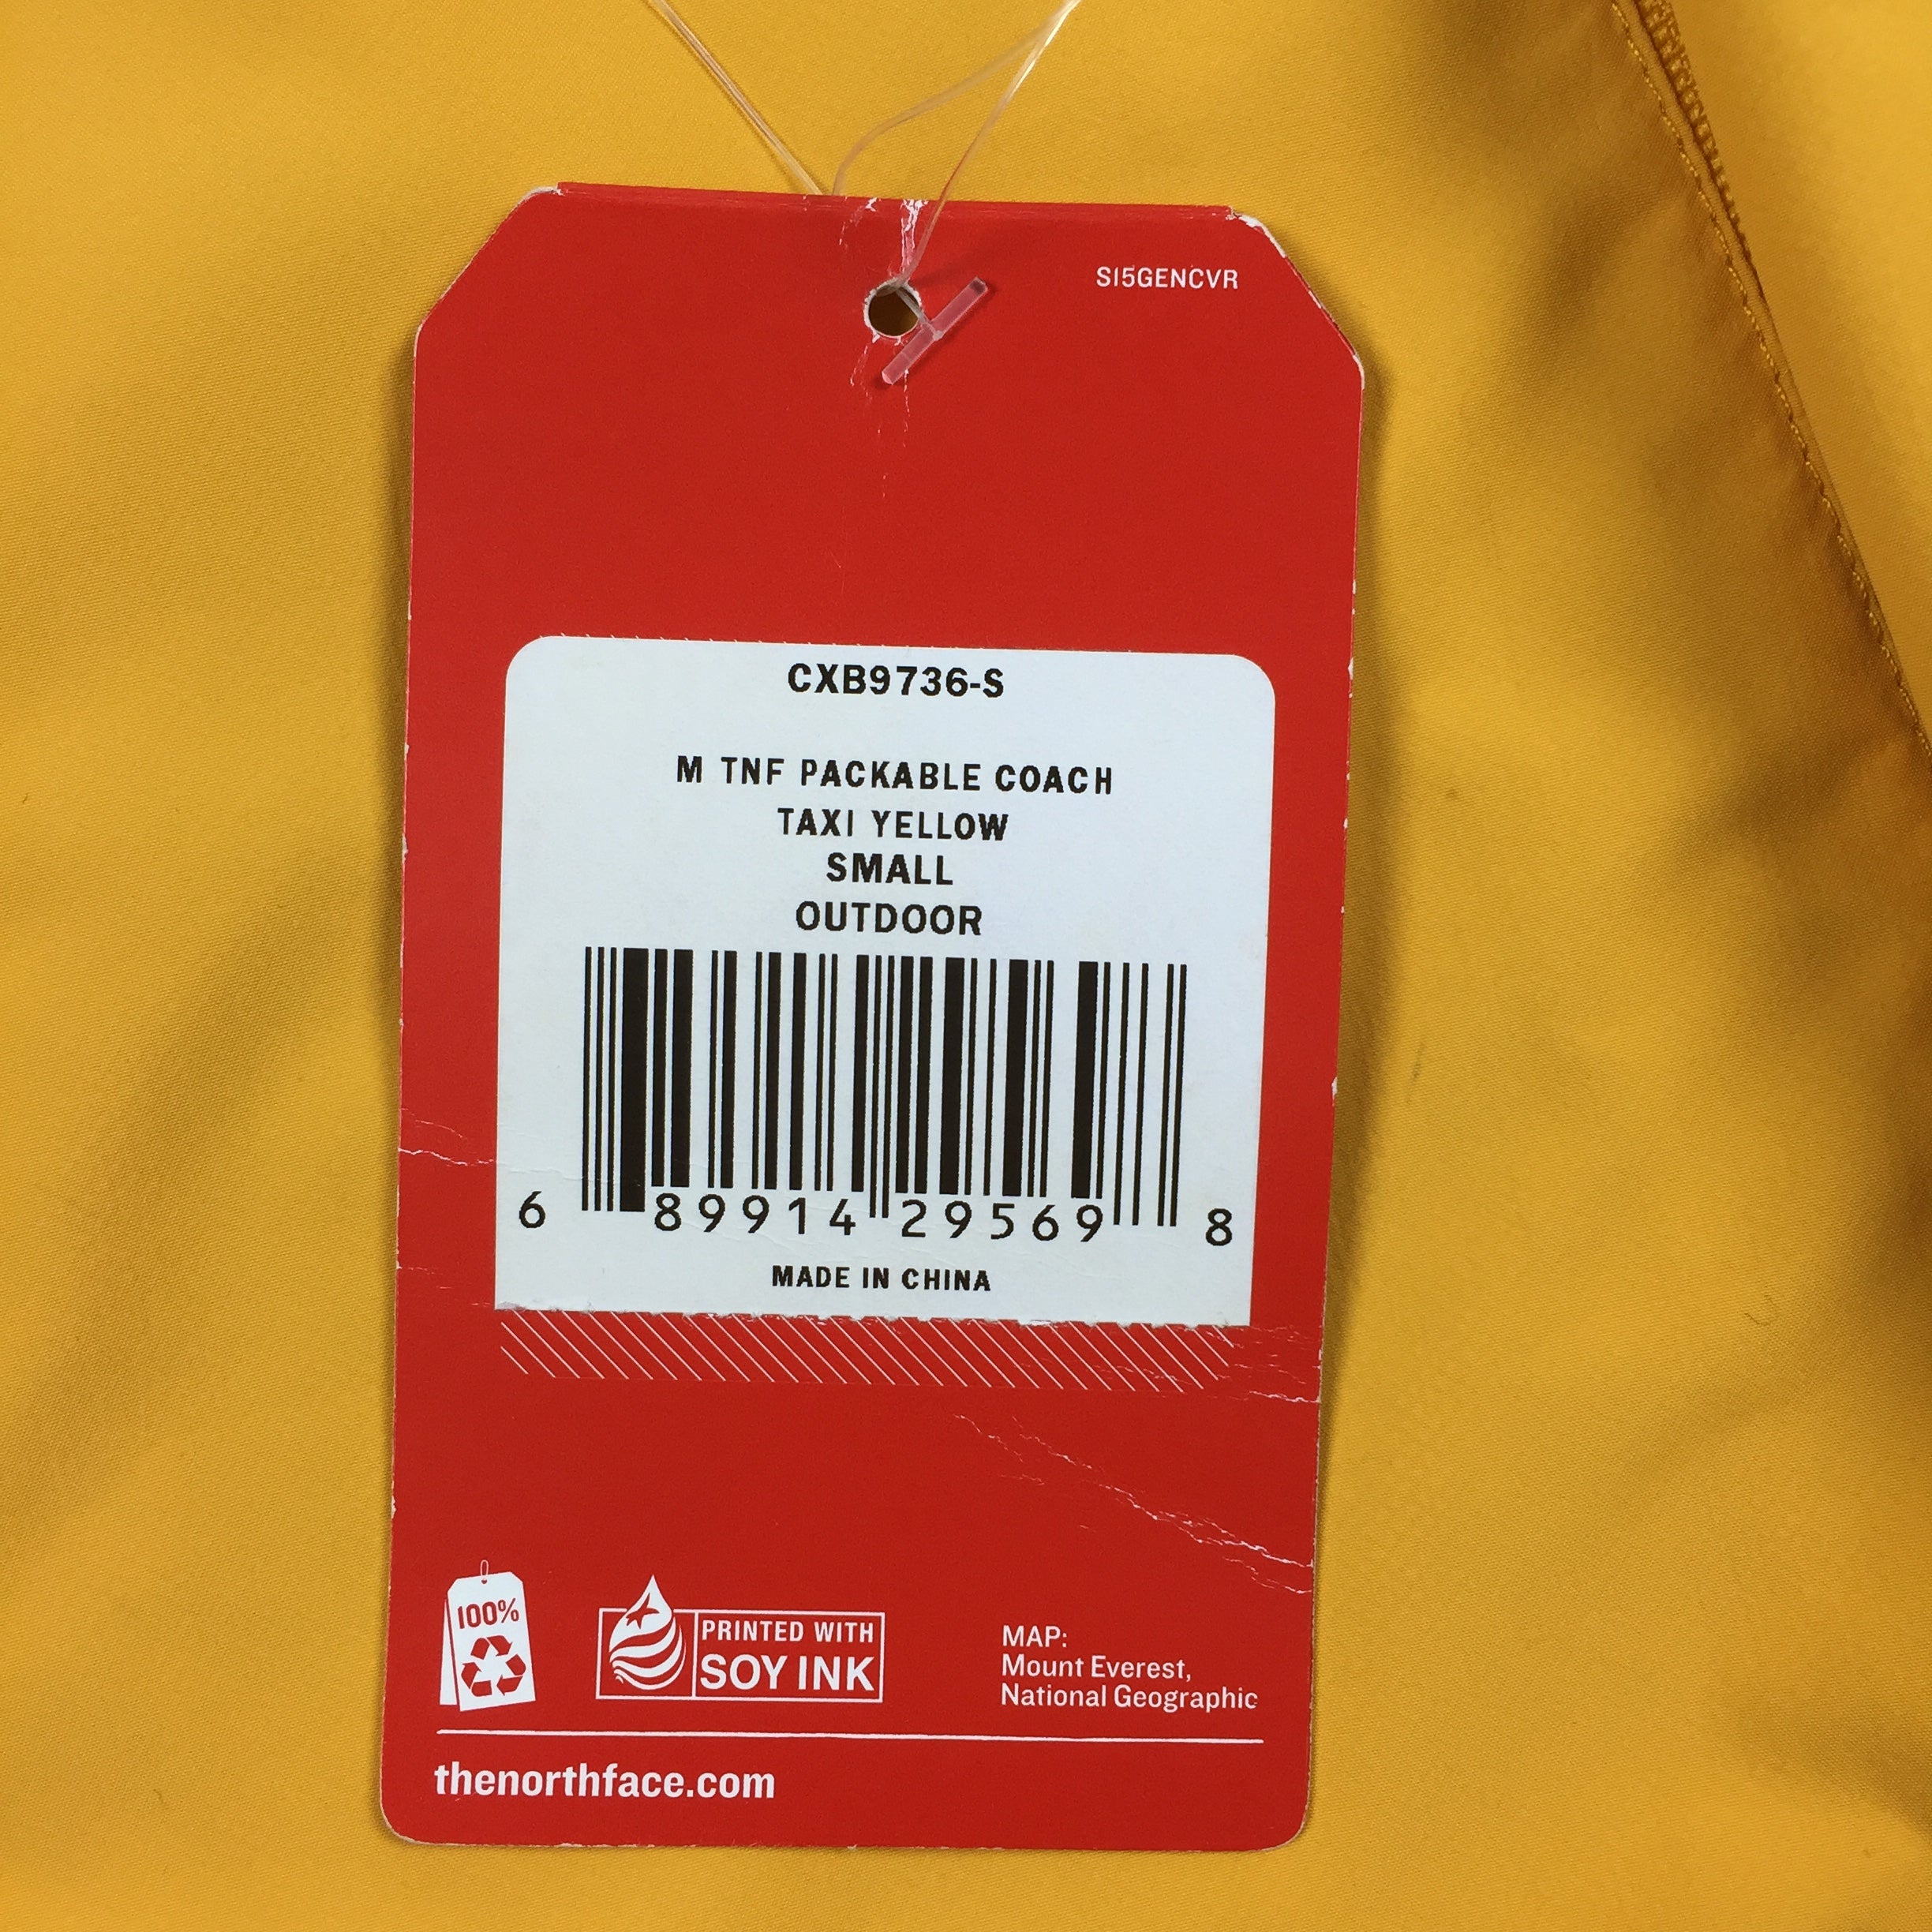 S15GENCVR
CXB9736-S
M TNF PACKABLE COACH
TAXI YELLOW
SMALL
OUTDOOR
6 89914 29569 8
MADE IN CHINA
100%
PRINTED WITH
SOY INK
MAP:
Mount Everest,
National Geographic
thenorthface.com